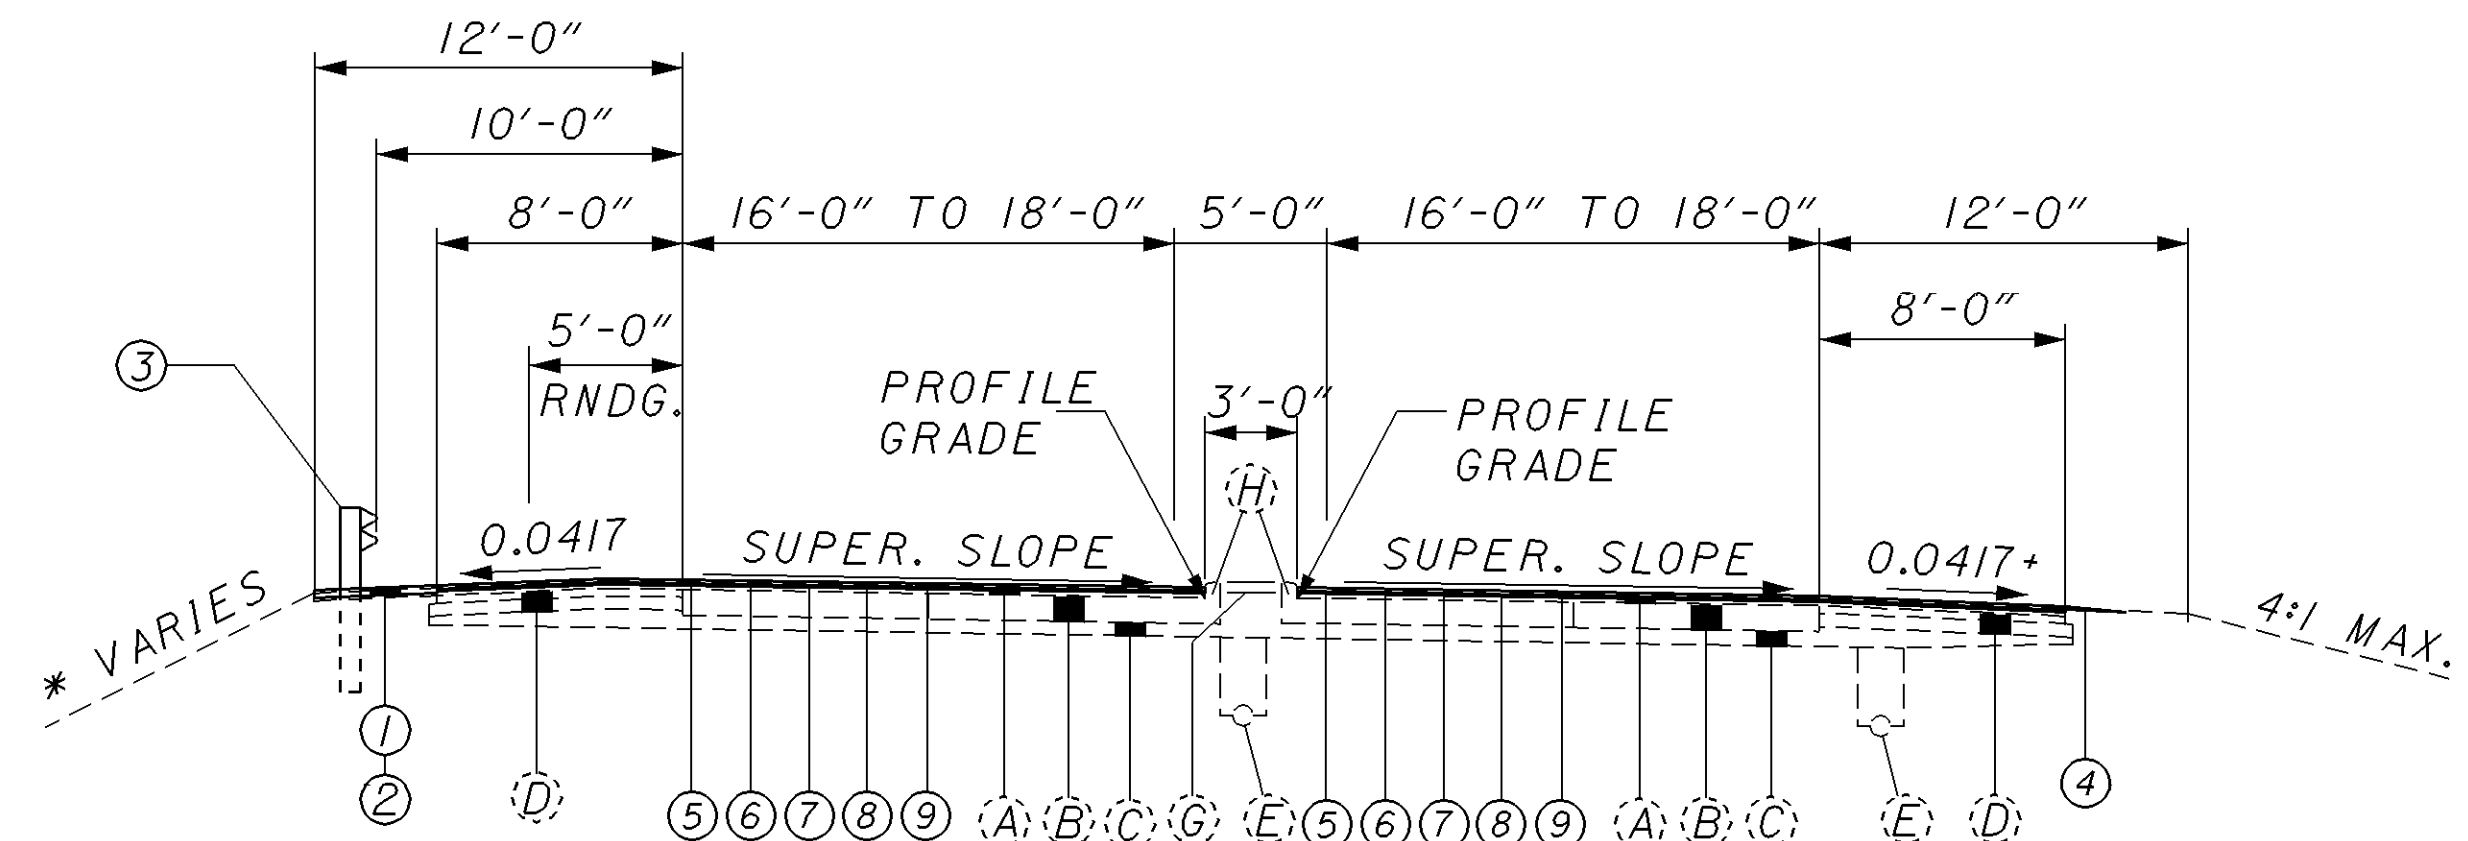 12'-0"
10'-0"
8'-0" 16'-0" TO 18'-0" 5'-0" 16'-0" TO 18'-0" 12'-0"
8'-0"
5'-0"
RNDG.
3
PROFILE
GRADE
3'-0"
PROFILE
GRADE
H
0.0417 SUPER. SLOPE SUPER. SLOPE 0.0417+
* VARIES
4:1 MAX.
1
2
D 5 6 7 8 9 A B C G E 5 6 7 8 9 A B C E D 4